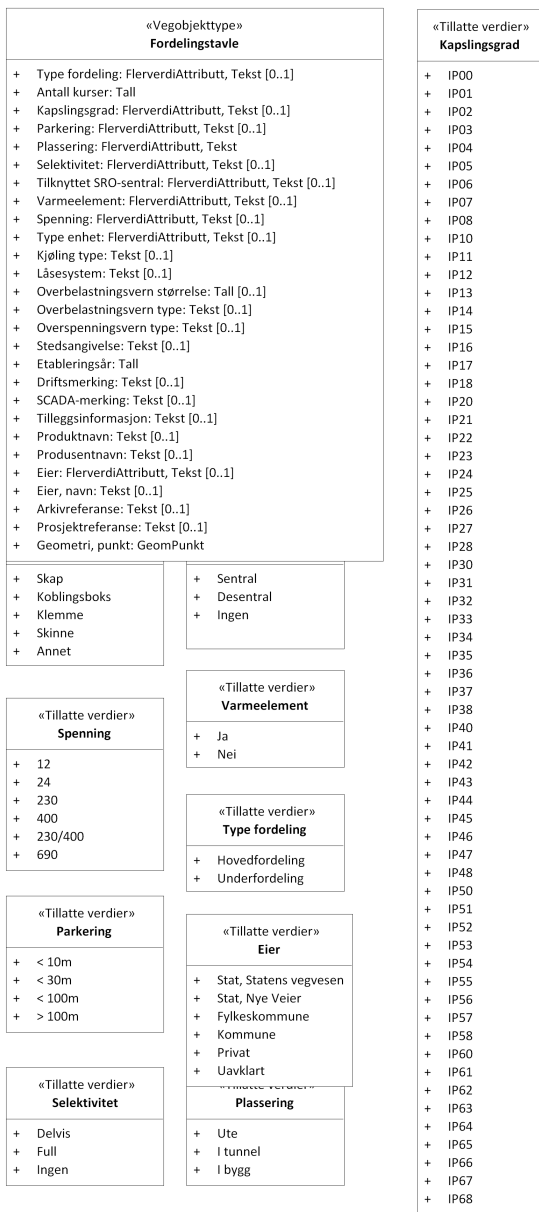 «Vegobjekttype»
Fordelingstavle
+ Type fordeling: FlerverdiAttributt, Tekst [0..1]
+ Antall kurser: Tall
+ Kapslingsgrad: FlerverdiAttributt, Tekst [0..1]
+ Parkering: FlerverdiAttributt, Tekst [0..1]
+ Plassering: FlerverdiAttributt, Tekst
+ Selektivitet: FlerverdiAttributt, Tekst [0..1]
+ Tilknyttet SRO-sentral: FlerverdiAttributt, Tekst [0..1]
+ Varmeelement: FlerverdiAttributt, Tekst [0..1]
+ Spenning: FlerverdiAttributt, Tekst [0..1]
+ Type enhet: FlerverdiAttributt, Tekst [0..1]
+ Kjøling type: Tekst [0..1]
+ Låsesystem: Tekst [0..1]
+ Overbelastningsvern størrelse: Tall [0..1]
+ Overbelastningsvern type: Tekst [0..1]
+ Overspenningsvern type: Tekst [0..1]
+ Stedsangivelse: Tekst [0..1]
+ Etableringsår: Tall
+ Driftsmerking: Tekst [0..1]
+ SCADA-merking: Tekst [0..1]
+ Tilleggsinformasjon: Tekst [0..1]
+ Produktnavn: Tekst [0..1]
+ Produsentnavn: Tekst [0..1]
+ Eier: FlerverdiAttributt, Tekst [0..1]
+ Eier, navn: Tekst [0..1]
+ Arkivreferanse: Tekst [0..1]
+ Prosjektreferanse: Tekst [0..1]
+ Geometri, punkt: GeomPunkt
+ Skap
+ Koblingsboks
+ Klemme
+ Skinne
+ Annet
+ Sentral
+ Desentral
+ Ingen
«Tillatte verdier»
Varmeelement
+ Ja
+ Nei
«Tillatte verdier»
Spenning
+ 12
+ 24
+ 230
+ 400
+ 230/400
+ 690
«Tillatte verdier»
Type fordeling
+ Hovedfordeling
+ Underfordeling
«Tillatte verdier»
Parkering
+ < 10m
+ < 30m
+ < 100m
+ > 100m
«Tillatte verdier»
Eier
+ Stat, Statens vegvesen
+ Stat, Nye Veier
+ Fylkeskommune
+ Kommune
+ Privat
+ Uavklart
«Tillatte verdier»
Selektivitet
+ Delvis
+ Full
+ Ingen
Plassering
+ Ute
+ I tunnel
+ I bygg
«Tillatte verdier»
Kapslingsgrad
+ IP00
+ IP01
+ IP02
+ IP03
+ IP04
+ IP05
+ IP06
+ IP07
+ IP08
+ IP10
+ IP11
+ IP12
+ IP13
+ IP14
+ IP15
+ IP16
+ IP17
+ IP18
+ IP20
+ IP21
+ IP22
+ IP23
+ IP24
+ IP25
+ IP26
+ IP27
+ IP28
+ IP30
+ IP31
+ IP32
+ IP33
+ IP34
+ IP35
+ IP36
+ IP37
+ IP38
+ IP40
+ IP41
+ IP42
+ IP43
+ IP44
+ IP45
+ IP46
+ IP47
+ IP48
+ IP50
+ IP51
+ IP52
+ IP53
+ IP54
+ IP55
+ IP56
+ IP57
+ IP58
+ IP60
+ IP61
+ IP62
+ IP63
+ IP64
+ IP65
+ IP66
+ IP67
+ IP68